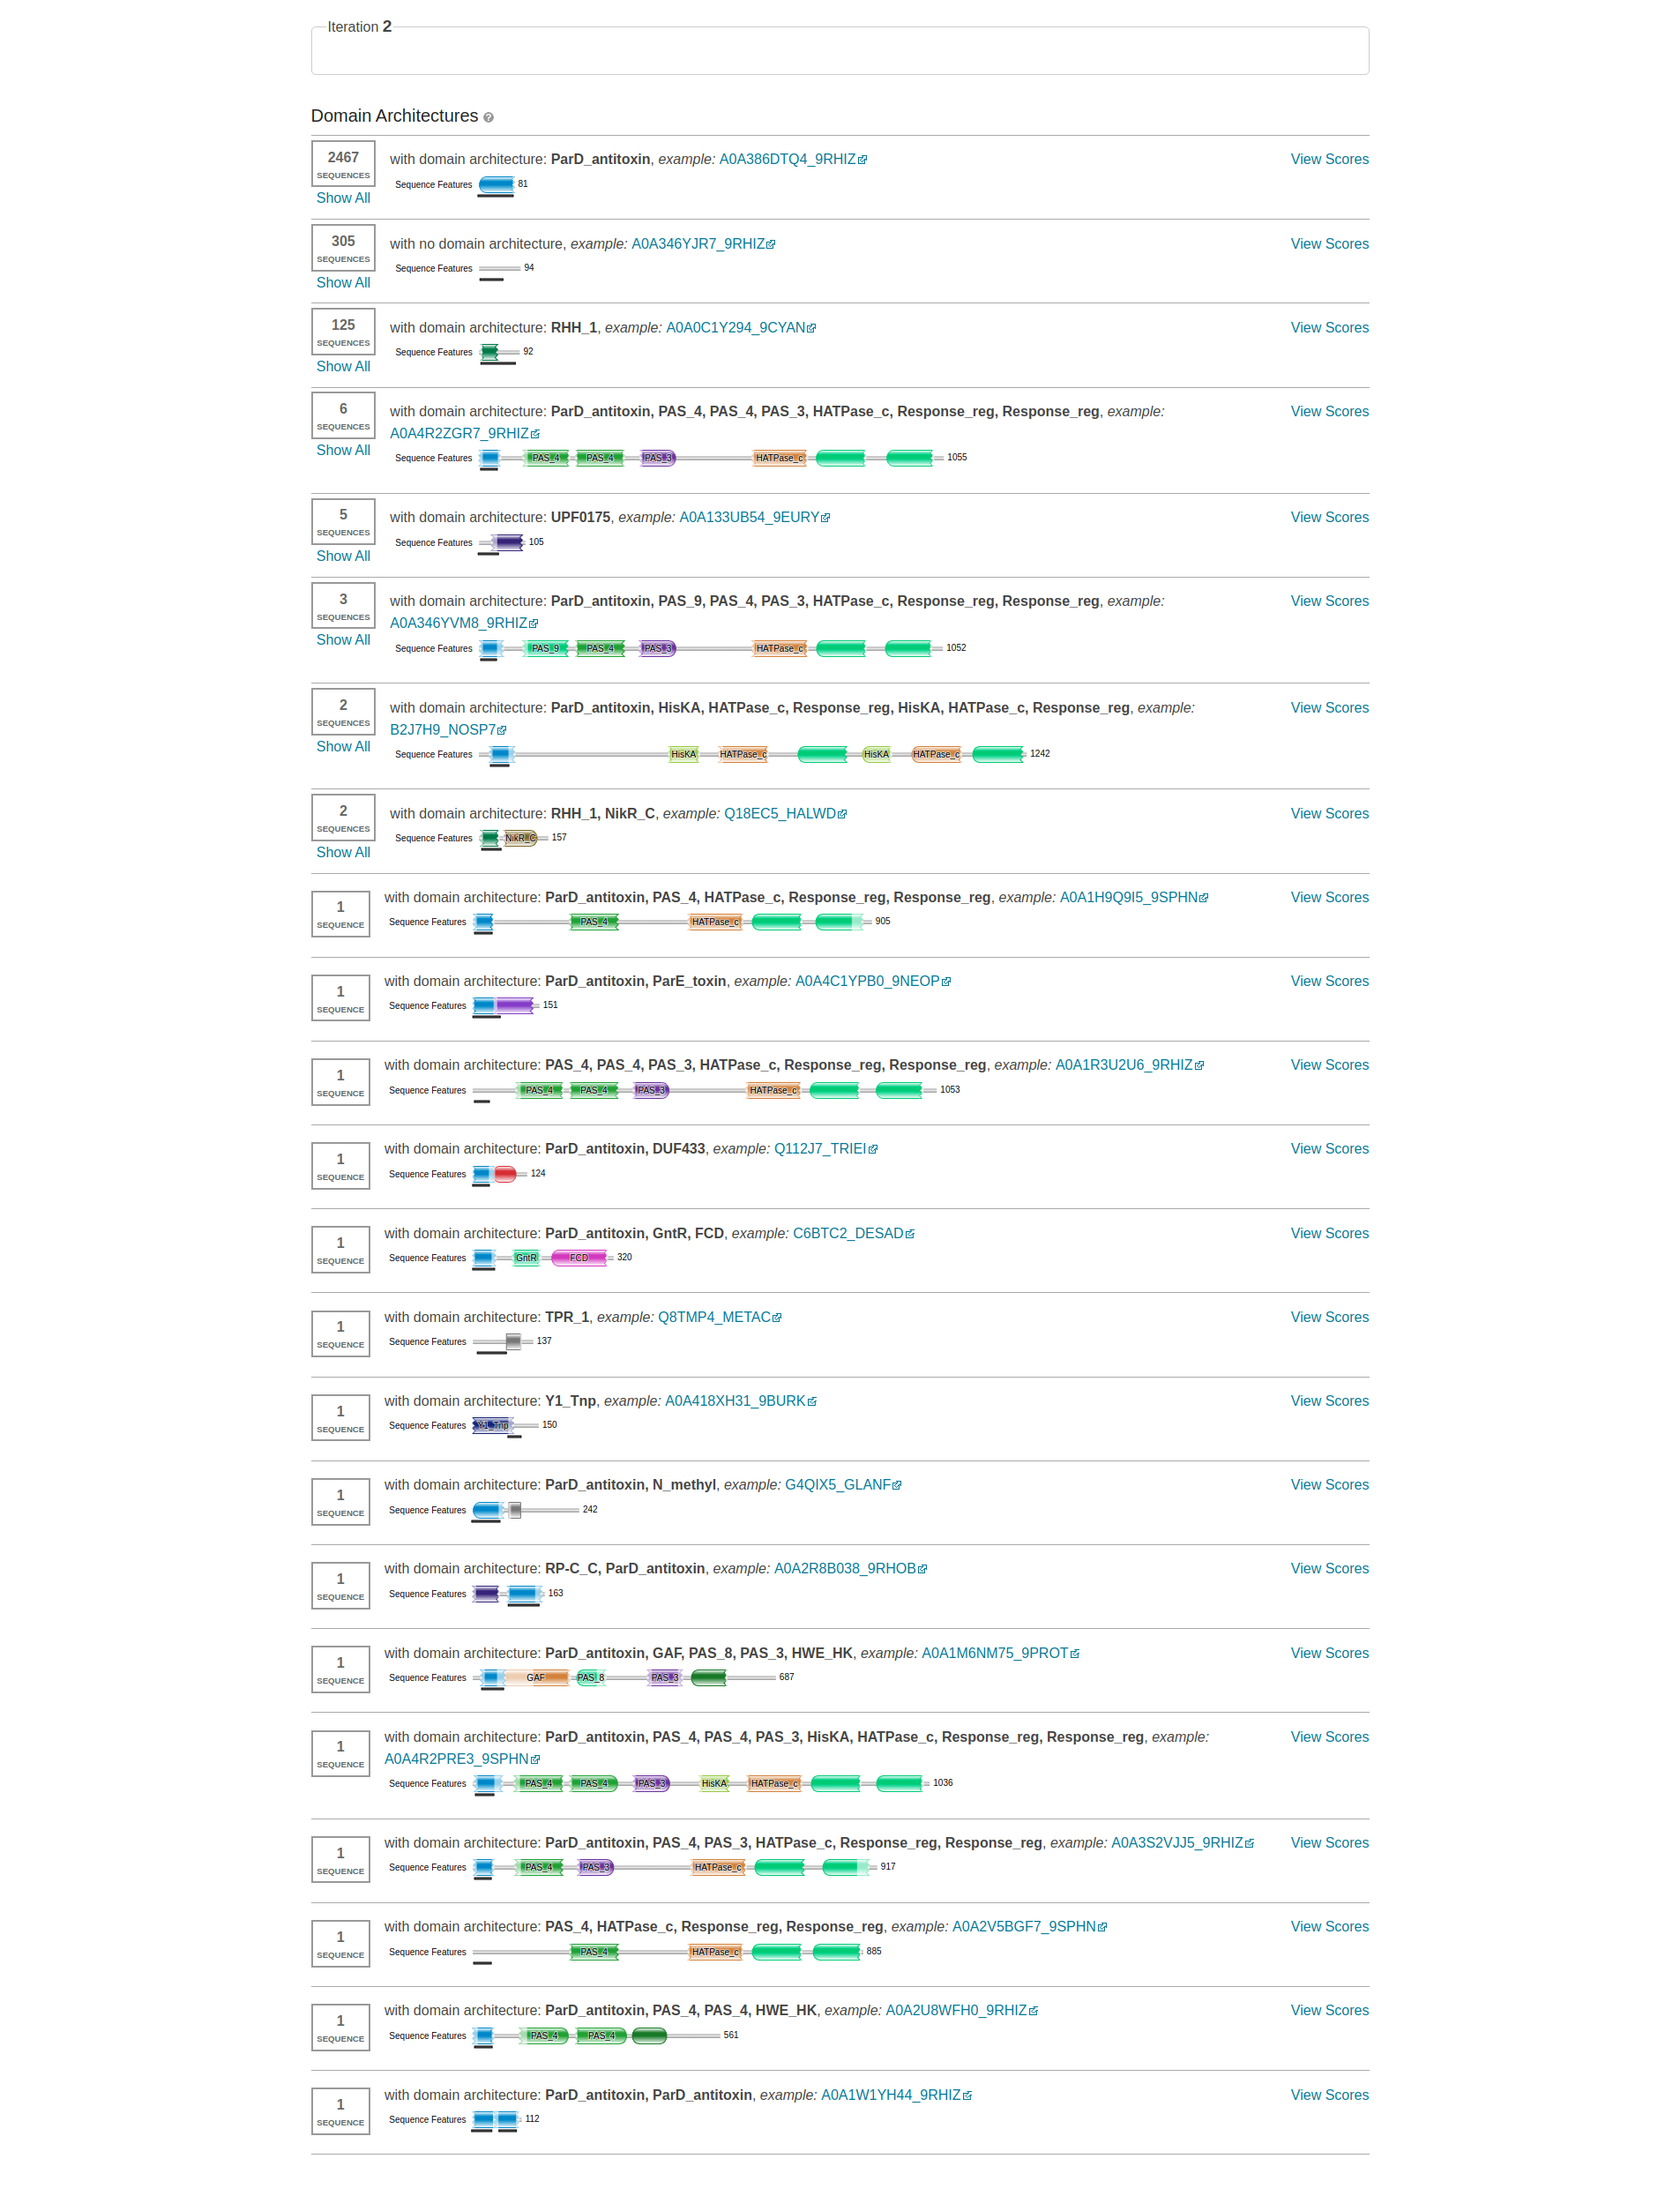 Iteration 2
Domain Architectures ?
2467
SEQUENCES
Show All
with domain architecture: ParD_antitoxin, example: A0A386DTQ4_9RHIZ
View Scores
Sequence Features 81
305
SEQUENCES
Show All
with no domain architecture, example: A0A346YJR7_9RHIZ
View Scores
Sequence Features 94
125
SEQUENCES
Show All
with domain architecture: RHH_1, example: A0A0C1Y294_9CYAN
View Scores
Sequence Features 92
6
SEQUENCES
Show All
with domain architecture: ParD_antitoxin, PAS_4, PAS_4, PAS_3, HATPase_c, Response_reg, Response_reg, example:
A0A4R2ZGR7_9RHIZ
View Scores
Sequence Features PAS_4 PAS_4 PAS_3 HATPase_c 1055
5
SEQUENCES
Show All
with domain architecture: UPF0175, example: A0A133UB54_9EURY
View Scores
Sequence Features 105
3
SEQUENCES
Show All
with domain architecture: ParD_antitoxin, PAS_9, PAS_4, PAS_3, HATPase_c, Response_reg, Response_reg, example:
A0A346YVM8_9RHIZ
View Scores
Sequence Features PAS_9 PAS_4 PAS_3 HATPase_c 1052
2
SEQUENCES
Show All
with domain architecture: ParD_antitoxin, HisKA, HATPase_c, Response_reg, HisKA, HATPase_c, Response_reg, example:
B2J7H9_NOSP7
View Scores
Sequence Features HisKA HATPase_c HisKA HATPase_c 1242
2
SEQUENCES
Show All
with domain architecture: RHH_1, NikR_C, example: Q18EC5_HALWD
View Scores
Sequence Features NikR_C 157
1
SEQUENCE
with domain architecture: ParD_antitoxin, PAS_4, HATPase_c, Response_reg, Response_reg, example: A0A1H9Q9I5_9SPHN
View Scores
Sequence Features PAS_4 HATPase_c 905
1
SEQUENCE
with domain architecture: ParD_antitoxin, ParE_toxin, example: A0A4C1YPB0_9NEOP
View Scores
Sequence Features 151
1
SEQUENCE
with domain architecture: PAS_4, PAS_4, PAS_3, HATPase_c, Response_reg, Response_reg, example: A0A1R3U2U6_9RHIZ
View Scores
Sequence Features PAS_4 PAS_4 PAS_3 HATPase_c 1053
1
SEQUENCE
with domain architecture: ParD_antitoxin, DUF433, example: Q112J7_TRIEI
View Scores
Sequence Features 124
1
SEQUENCE
with domain architecture: ParD_antitoxin, GntR, FCD, example: C6BTC2_DESAD
View Scores
Sequence Features GntR FCD 320
1
SEQUENCE
with domain architecture: TPR_1, example: Q8TMP4_METAC
View Scores
Sequence Features 137
1
SEQUENCE
with domain architecture: Y1_Tnp, example: A0A418XH31_9BURK
View Scores
Sequence Features Y1_Tnp 150
1
SEQUENCE
with domain architecture: ParD_antitoxin, N_methyl, example: G4QIX5_GLANF
View Scores
Sequence Features 242
1
SEQUENCE
with domain architecture: RP-C_C, ParD_antitoxin, example: A0A2R8B038_9RHOB
View Scores
Sequence Features 163
1
SEQUENCE
with domain architecture: ParD_antitoxin, GAF, PAS_8, PAS_3, HWE_HK, example: A0A1M6NM75_9PROT
View Scores
Sequence Features GAF PAS_8 PAS_3 687
1
SEQUENCE
with domain architecture: ParD_antitoxin, PAS_4, PAS_4, PAS_3, HisKA, HATPase_c, Response_reg, Response_reg, example:
A0A4R2PRE3_9SPHN
View Scores
Sequence Features PAS_4 PAS_4 PAS_3 HisKA HATPase_c 1036
1
SEQUENCE
with domain architecture: ParD_antitoxin, PAS_4, PAS_3, HATPase_c, Response_reg, Response_reg, example: A0A3S2VJJ5_9RHIZ
View Scores
Sequence Features PAS_4 PAS_3 HATPase_c 917
1
SEQUENCE
with domain architecture: PAS_4, HATPase_c, Response_reg, Response_reg, example: A0A2V5BGF7_9SPHN
View Scores
Sequence Features PAS_4 HATPase_c 885
1
SEQUENCE
with domain architecture: ParD_antitoxin, PAS_4, PAS_4, HWE_HK, example: A0A2U8WFH0_9RHIZ
View Scores
Sequence Features PAS_4 PAS_4 561
1
SEQUENCE
with domain architecture: ParD_antitoxin, ParD_antitoxin, example: A0A1W1YH44_9RHIZ
View Scores
Sequence Features 112